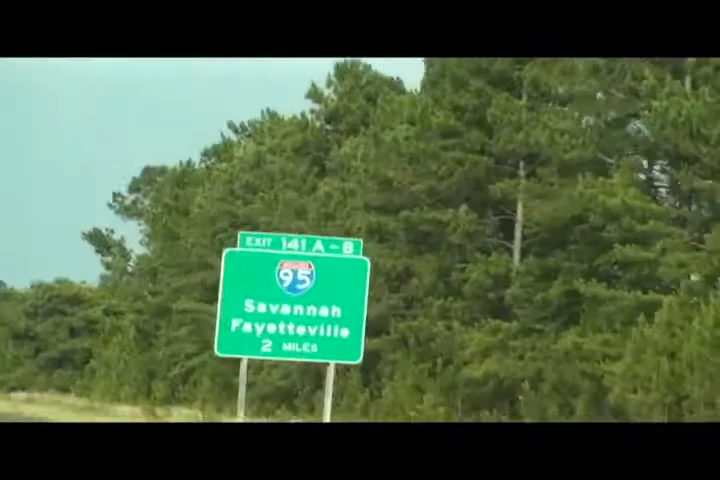 EXIT 141 A-B
95
Savannah
Fayetteville
2 MILES